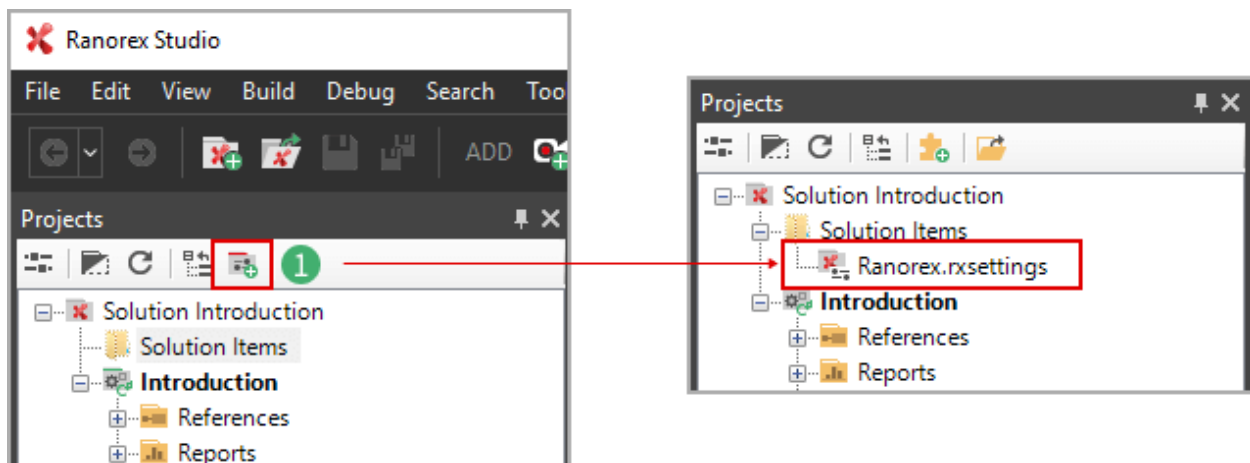 Ranorex Studio
File Edit View Build Debug Search Too
ADD
Projects
1
Solution Introduction
Solution Items
Introduction
References
Reports
Projects
Solution Introduction
Solution Items
Ranorex.rxsettings
Introduction
References
Reports